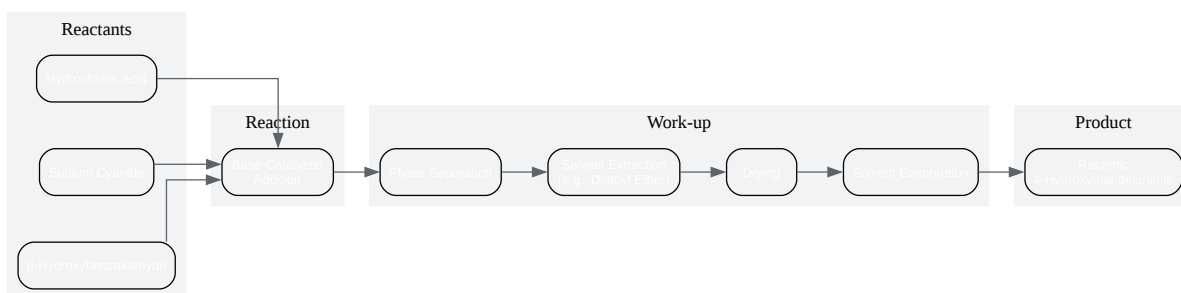 Reactants
Hydrochloric Acid
Sodium Cyanide
p-Hydroxybenzaldehyde
Reaction
Base-Catalyzed
Addition
Work-up
Phase Separation
Solvent Extraction
(e.g., Diethyl Ether)
Drying
Solvent Evaporation
Product
Racemic
4-Hydroxymandelonitrile